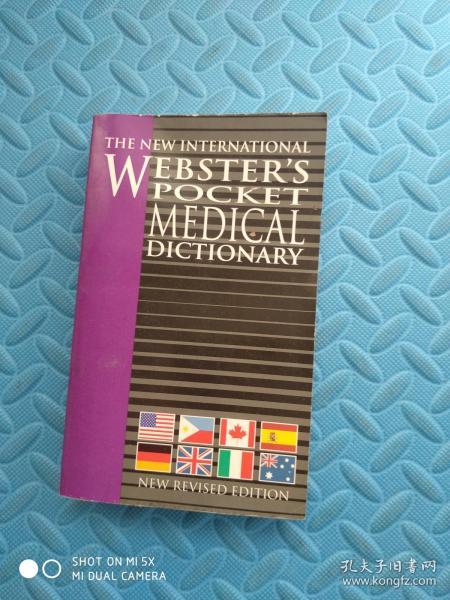 THE NEW INTERNATIONAL
WEBSTER'S
POCKET
MEDICAL
DICTIONARY
NEW REVISED EDITION
SHOT ON MI 5X
MI DUAL CAMERA
孔夫子旧书网
www.kongfz.com